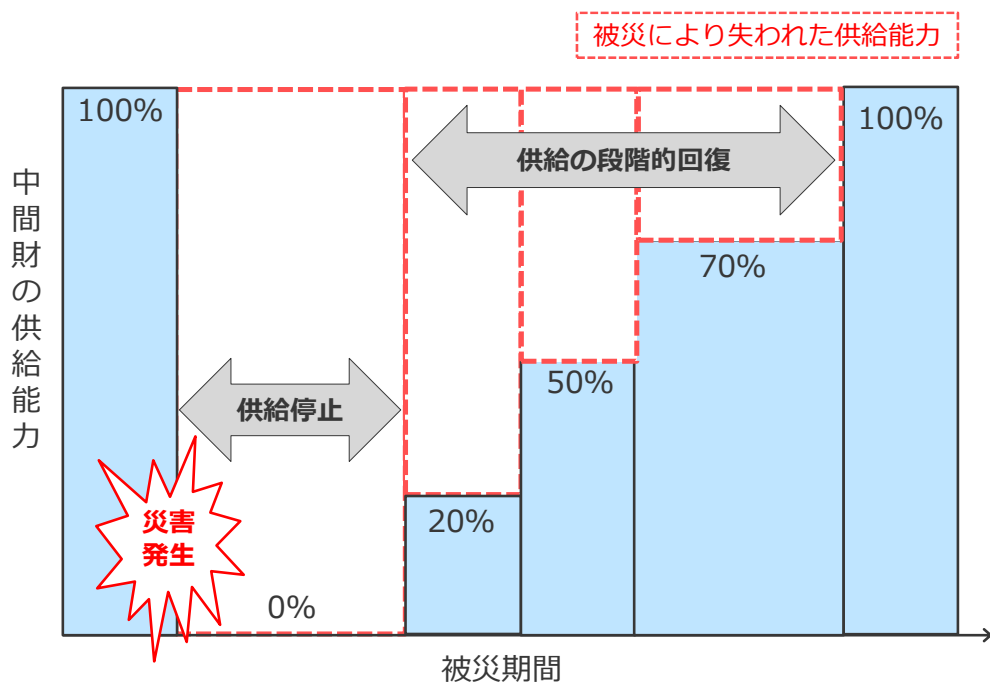 被災により失われた供給能力
100%
100%
供給の段階的回復
中間財の供給能力
70%
50%
供給停止
災害
発生
20%
0%
被災期間